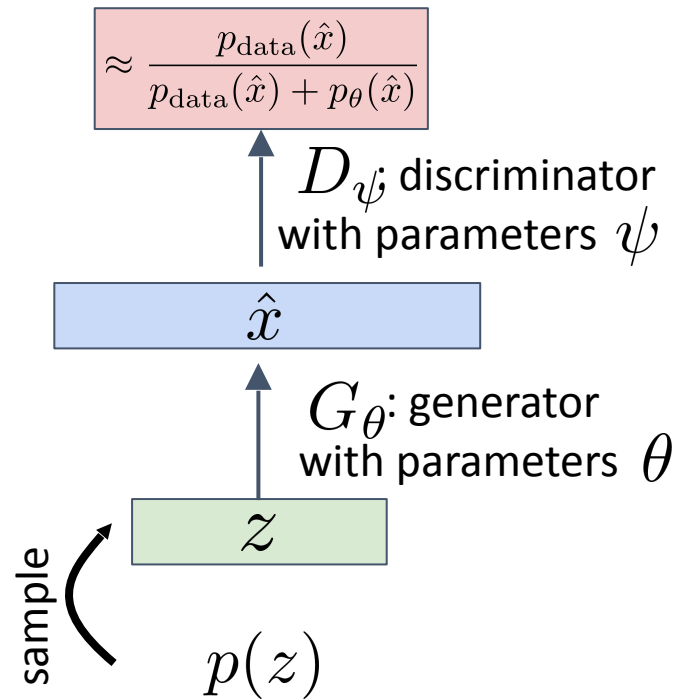 ≈ p_data(x̂) / (p_data(x̂) + p_θ(x̂))
D_ψ: discriminator
with parameters ψ
x̂
G_θ: generator
with parameters θ
z
sample
p(z)